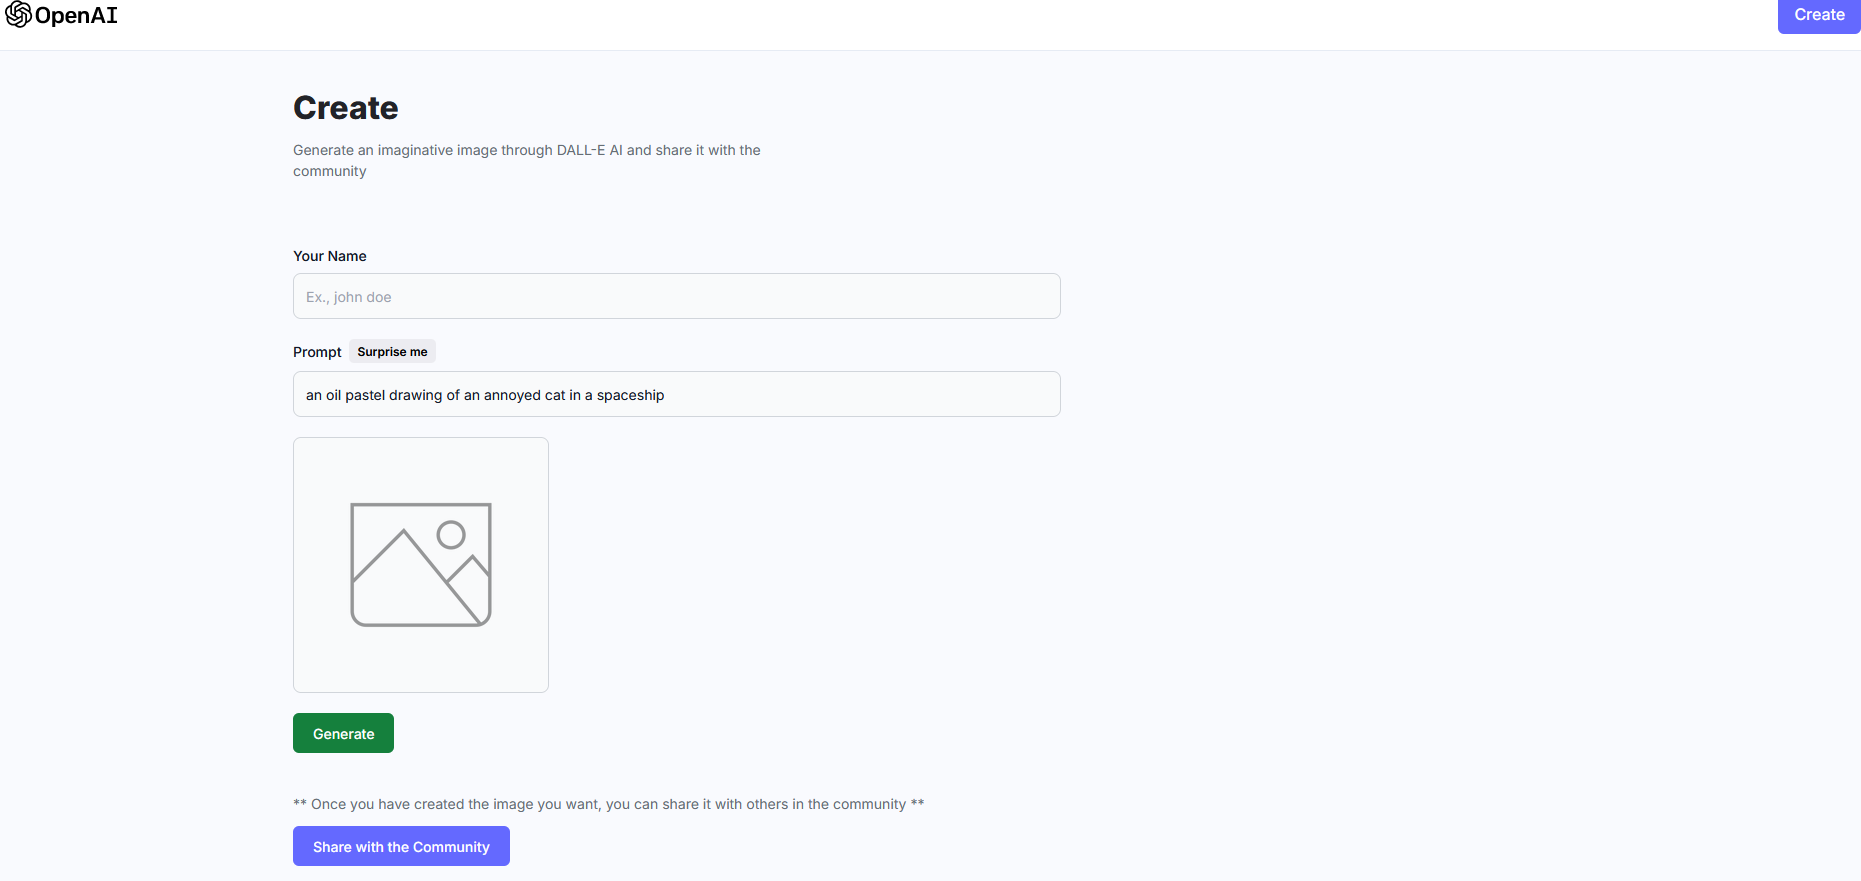 OpenAI
Create
Create
Generate an imaginative image through DALL-E AI and share it with the
community
Your Name
Ex., john doe
Prompt Surprise me
an oil pastel drawing of an annoyed cat in a spaceship
Generate
** Once you have created the image you want, you can share it with others in the community **
Share with the Community